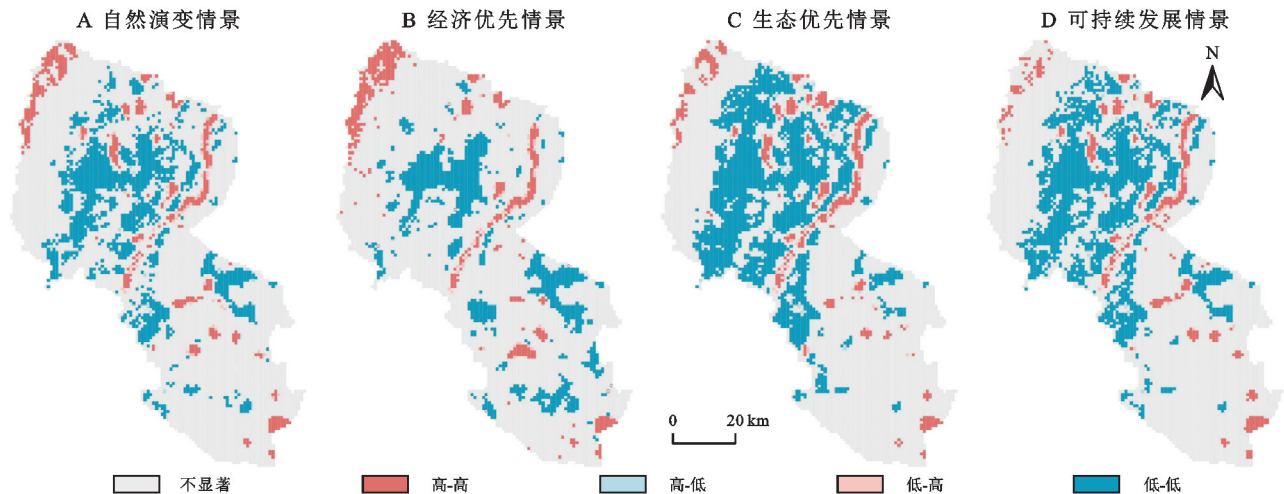 A 自然演变情景
B 经济优先情景
C 生态优先情景
D 可持续发展情景
N
0 20 km
不显著
高-高
高-低
低-高
低-低